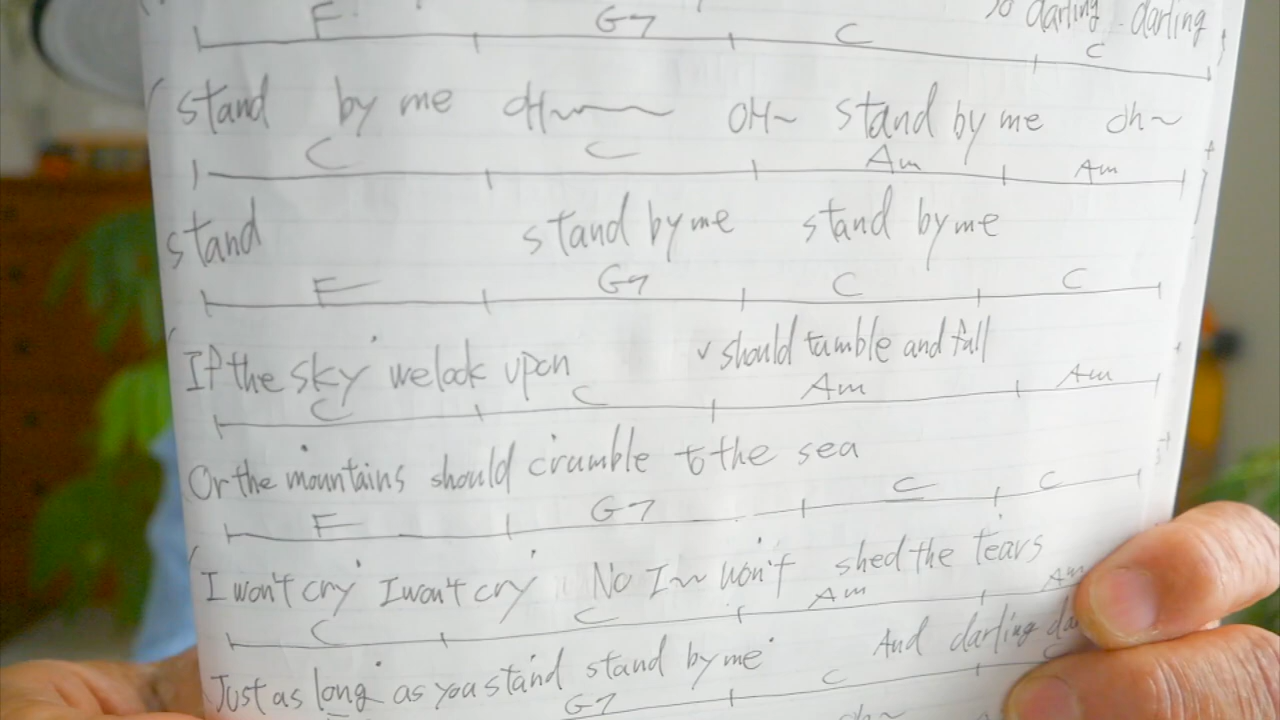 F G7 C C
So darling darling
stand by me OH~ OH~ stand by me oh~
C C Am Am
stand stand by me stand by me
F G7 C C
If the sky we look upon ✓ should tumble and fall
C C Am Am
Or the mountains should crumble to the sea
F G7 C C
I won't cry I won't cry No I~ won't shed the tears
C C Am Am
Just as long as you stand stand by me And darling
G7 C C
oh~